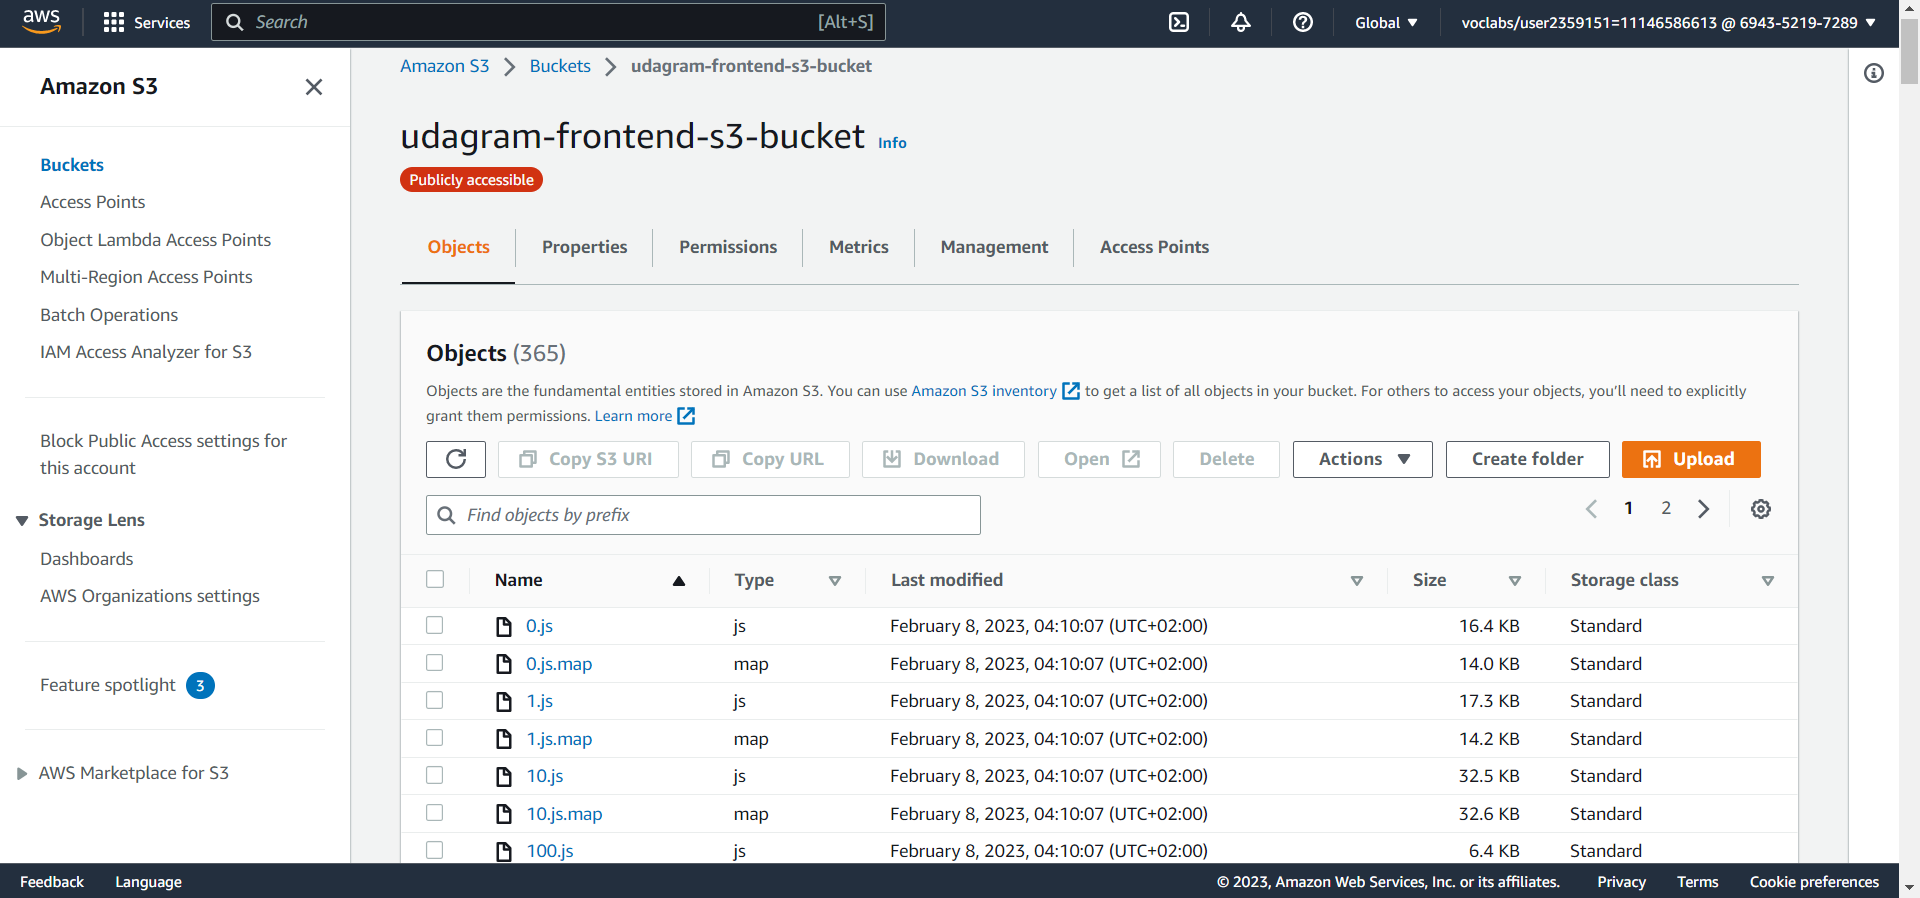 aws Services Search [Alt+S] Global voclabs/user2359151=11146586613 @ 6943-5219-7289
Amazon S3
Buckets
Access Points
Object Lambda Access Points
Multi-Region Access Points
Batch Operations
IAM Access Analyzer for S3
Block Public Access settings for
this account
Storage Lens
Dashboards
AWS Organizations settings
Feature spotlight 3
AWS Marketplace for S3
Amazon S3 Buckets udagram-frontend-s3-bucket
udagram-frontend-s3-bucket Info
Publicly accessible
Objects Properties Permissions Metrics Management Access Points
Objects (365)
Objects are the fundamental entities stored in Amazon S3. You can use Amazon S3 inventory to get a list of all objects in your bucket. For others to access your objects, you’ll need to explicitly
grant them permissions. Learn more
Copy S3 URI Copy URL Download Open Delete Actions Create folder Upload
Find objects by prefix 1 2
Name Type Last modified Size Storage class
0.js js February 8, 2023, 04:10:07 (UTC+02:00) 16.4 KB Standard
0.js.map map February 8, 2023, 04:10:07 (UTC+02:00) 14.0 KB Standard
1.js js February 8, 2023, 04:10:07 (UTC+02:00) 17.3 KB Standard
1.js.map map February 8, 2023, 04:10:07 (UTC+02:00) 14.2 KB Standard
10.js js February 8, 2023, 04:10:07 (UTC+02:00) 32.5 KB Standard
10.js.map map February 8, 2023, 04:10:07 (UTC+02:00) 32.6 KB Standard
100.js js February 8, 2023, 04:10:07 (UTC+02:00) 6.4 KB Standard
Feedback Language © 2023, Amazon Web Services, Inc. or its affiliates. Privacy Terms Cookie preferences